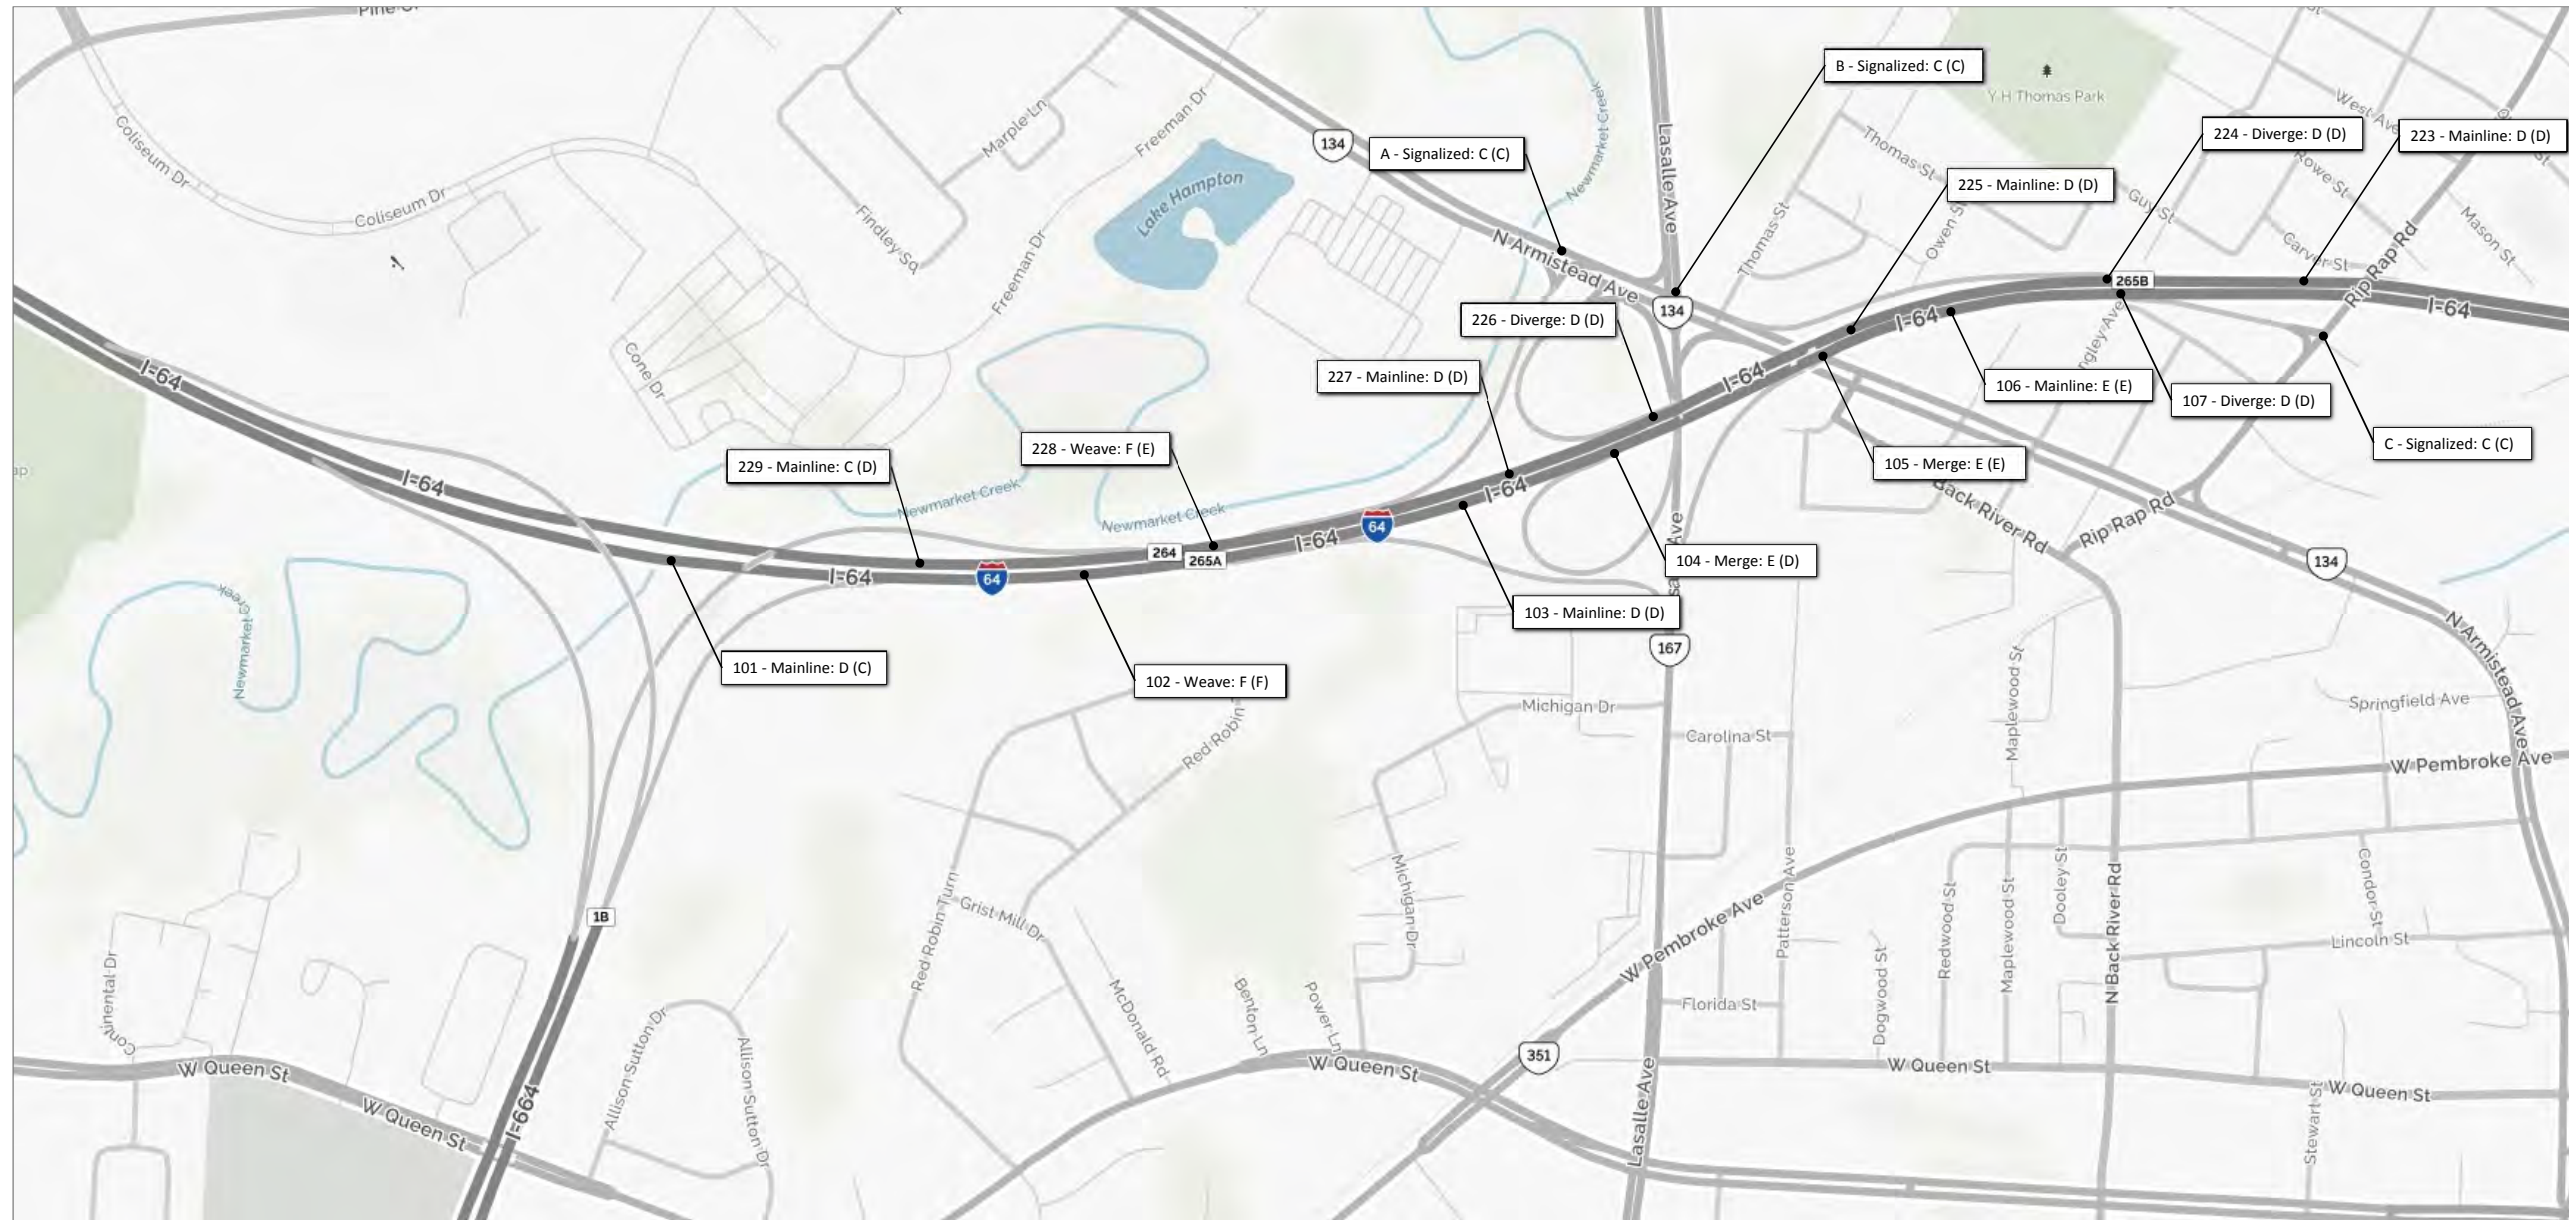 Coliseum Dr
Coliseum Dr
Findley Sq
Marple Ln
Freeman Dr
Freeman Dr
Lake Hampton
Cone Dr
134
A - Signalized: C (C)
N Armistead Ave
Newmarket Creek
Lasalle Ave
B - Signalized: C (C)
134
Y H Thomas Park
Thomas St
Thomas St
225 - Mainline: D (D)
224 - Diverge: D (D)
223 - Mainline: D (D)
Guy St
Rowe St
Carver St
Mason St
Rip Rap Rd
265B
I-64
I-64
I-64
226 - Diverge: D (D)
227 - Mainline: D (D)
228 - Weave: F (E)
229 - Mainline: C (D)
106 - Mainline: E (E)
107 - Diverge: D (D)
C - Signalized: C (C)
105 - Merge: E (E)
104 - Merge: E (D)
103 - Mainline: D (D)
102 - Weave: F (F)
101 - Mainline: D (C)
I-64
I-64
I-64
I-64
I-64
64
64
264
265A
Newmarket Creek
Newmarket Creek
Newmarket Creek
Back River Rd
Rip Rap Rd
134
N Armistead Ave
167
Michigan Dr
Carolina St
Maplewood St
Springfield Ave
W Pembroke Ave
Red Robin
Red Robin Turn
Grist Mill Dr
McDonald Rd
Benton Ln
Power Ln
Michigan Dr
W Pembroke Ave
Patterson Ave
Florida St
Dogwood St
Redwood St
Maplewood St
Dooley St
N Back River Rd
Condor St
Lincoln St
1B
Continental Dr
Allison Sutton Dr
Allison Sutton Dr
I-664
W Queen St
W Queen St
W Queen St
351
Lasalle Ave
W Queen St
W Queen St
Stewart St